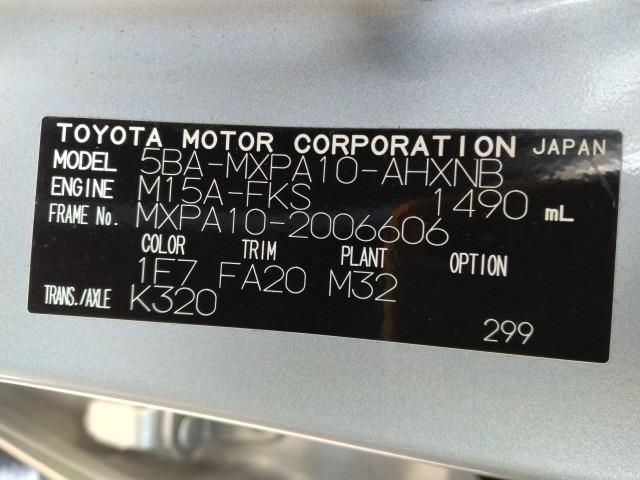 TOYOTA MOTOR CORPORATION JAPAN
MODEL 5BA-MXPA10-AHXNB
ENGINE M15A-FKS 1490 mL
FRAME No. MXPA10-2006606
COLOR TRIM PLANT OPTION
1E7 FA20 M32
TRANS./AXLE K320
299